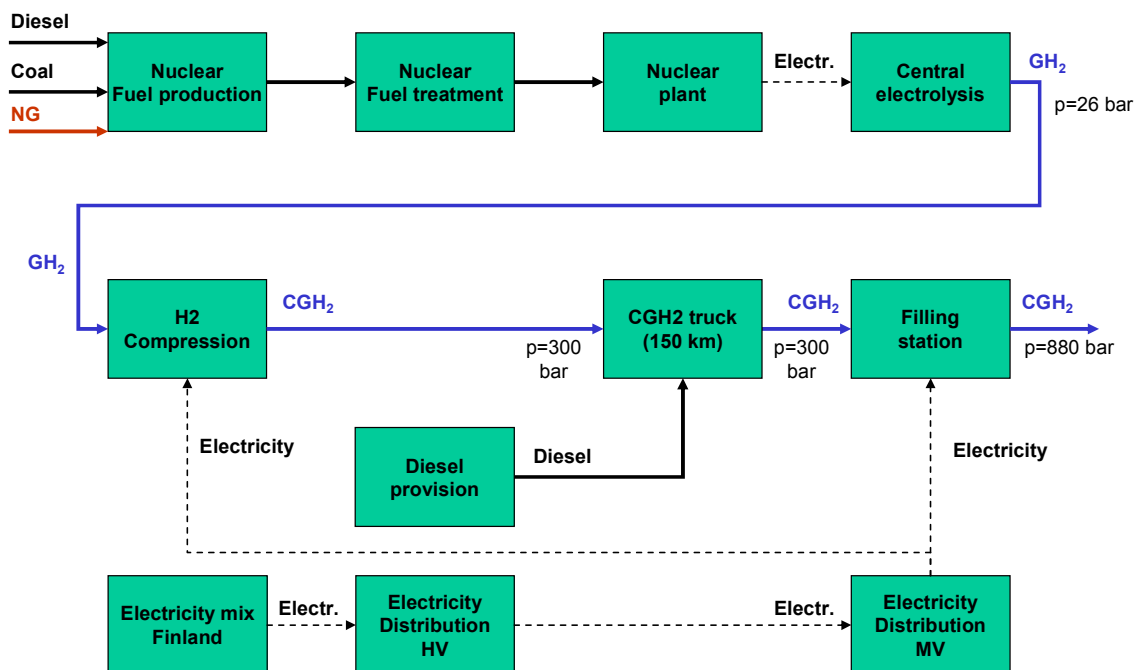 Diesel
Coal
NG
Nuclear
Fuel production
Nuclear
Fuel treatment
Nuclear
plant
Electr.
Central
electrolysis
GH₂
p=26 bar
GH₂
H2
Compression
CGH₂
p=300
bar
CGH2 truck
(150 km)
CGH₂
p=300
bar
Filling
station
CGH₂
p=880 bar
Electricity
Diesel
provision
Diesel
Electricity
Electricity mix
Finland
Electr.
Electricity
Distribution
HV
Electr.
Electricity
Distribution
MV